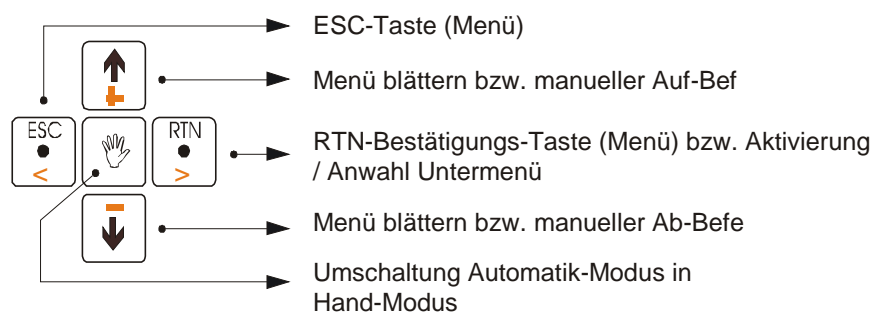 ESC-Taste (Menü)
Menü blättern bzw. manueller Auf-Bef
ESC
<
RTN
>
RTN-Bestätigungs-Taste (Menü) bzw. Aktivierung
/ Anwahl Untermenü
Menü blättern bzw. manueller Ab-Befe
Umschaltung Automatik-Modus in
Hand-Modus